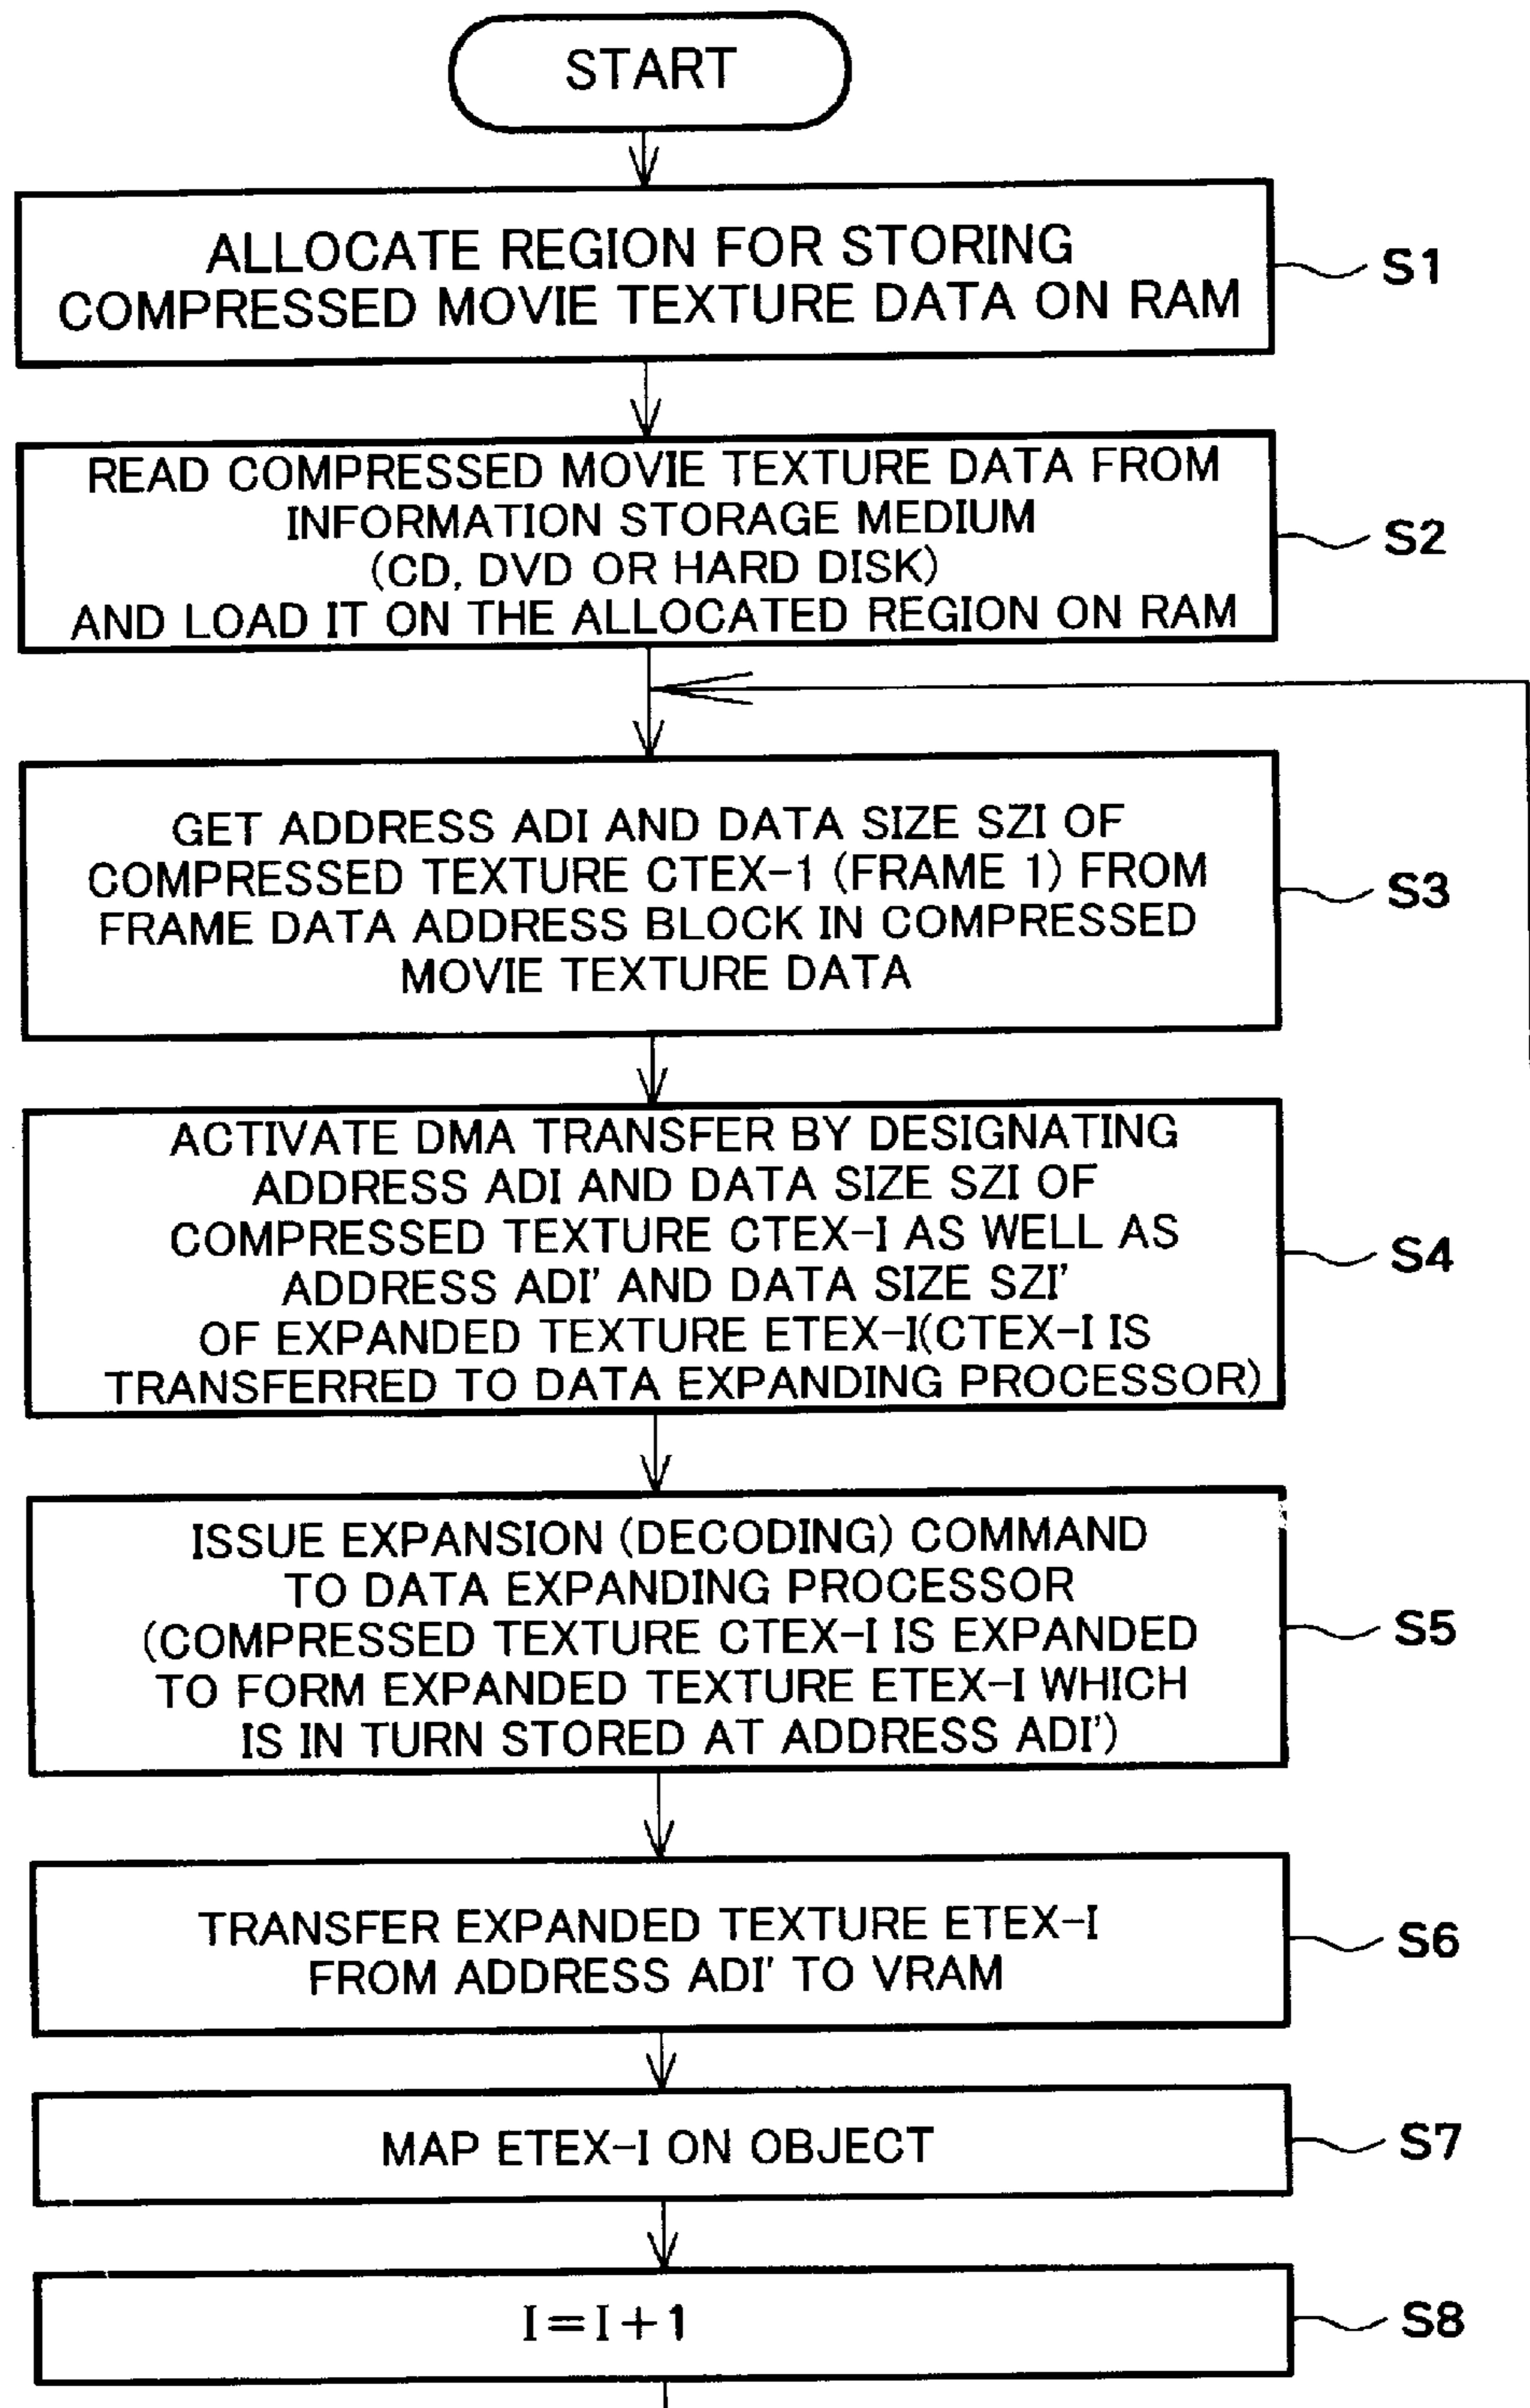 START
ALLOCATE REGION FOR STORING
COMPRESSED MOVIE TEXTURE DATA ON RAM
S1
READ COMPRESSED MOVIE TEXTURE DATA FROM
INFORMATION STORAGE MEDIUM
(CD, DVD OR HARD DISK)
AND LOAD IT ON THE ALLOCATED REGION ON RAM
S2
GET ADDRESS ADI AND DATA SIZE SZI OF
COMPRESSED TEXTURE CTEX-1 (FRAME 1) FROM
FRAME DATA ADDRESS BLOCK IN COMPRESSED
MOVIE TEXTURE DATA
S3
ACTIVATE DMA TRANSFER BY DESIGNATING
ADDRESS ADI AND DATA SIZE SZI OF
COMPRESSED TEXTURE CTEX-I AS WELL AS
ADDRESS ADI' AND DATA SIZE SZI'
OF EXPANDED TEXTURE ETEX-I(CTEX-I IS
TRANSFERRED TO DATA EXPANDING PROCESSOR)
S4
ISSUE EXPANSION (DECODING) COMMAND
TO DATA EXPANDING PROCESSOR
(COMPRESSED TEXTURE CTEX-I IS EXPANDED
TO FORM EXPANDED TEXTURE ETEX-I WHICH
IS IN TURN STORED AT ADDRESS ADI')
S5
TRANSFER EXPANDED TEXTURE ETEX-I
FROM ADDRESS ADI' TO VRAM
S6
MAP ETEX-I ON OBJECT
S7
I=I+1
S8